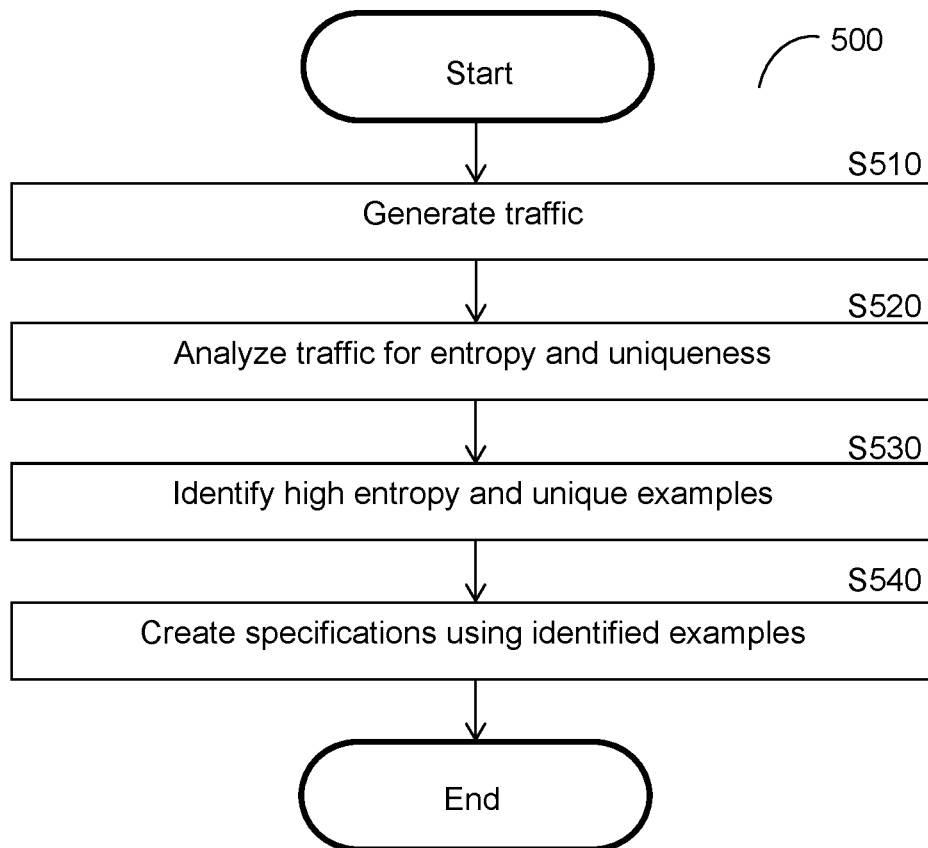 Start
500
S510
Generate traffic
S520
Analyze traffic for entropy and uniqueness
S530
Identify high entropy and unique examples
S540
Create specifications using identified examples
End